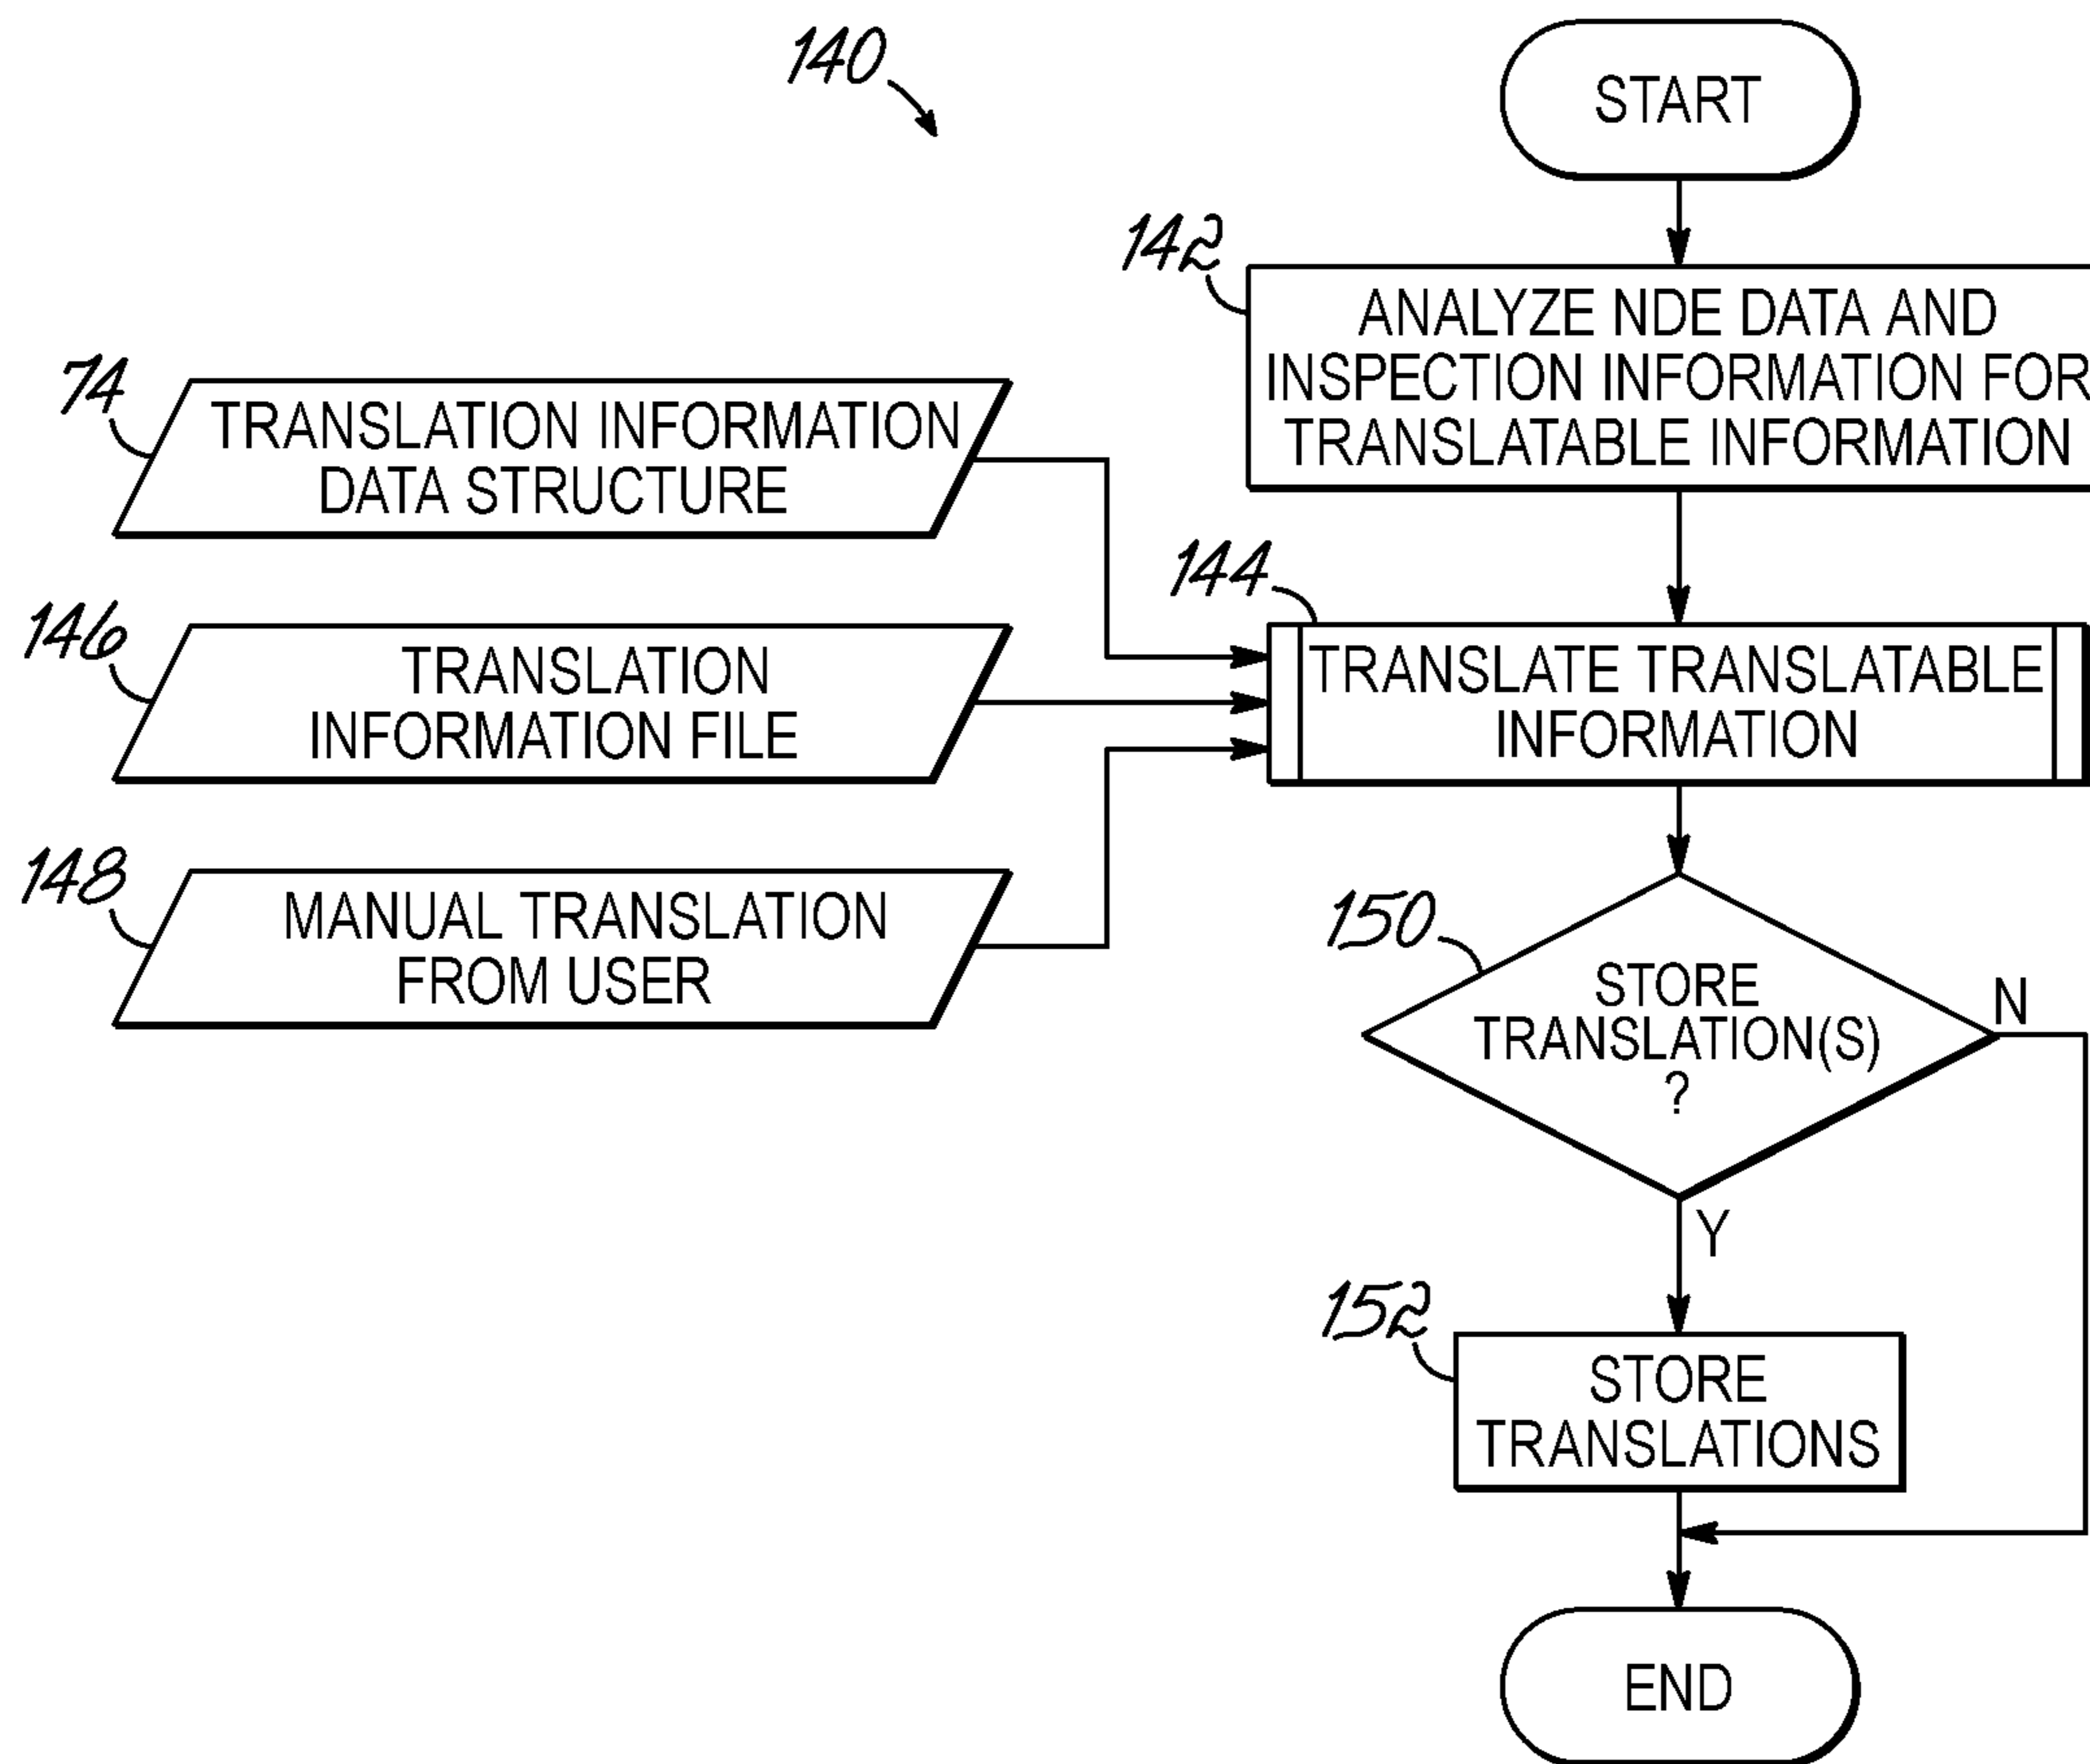 140
START
142
ANALYZE NDE DATA AND
INSPECTION INFORMATION FOR
TRANSLATABLE INFORMATION
74
TRANSLATION INFORMATION
DATA STRUCTURE
144
TRANSLATE TRANSLATABLE
INFORMATION
146
TRANSLATION
INFORMATION FILE
148
MANUAL TRANSLATION
FROM USER
150
STORE
TRANSLATION(S)
?
N
Y
152
STORE
TRANSLATIONS
END